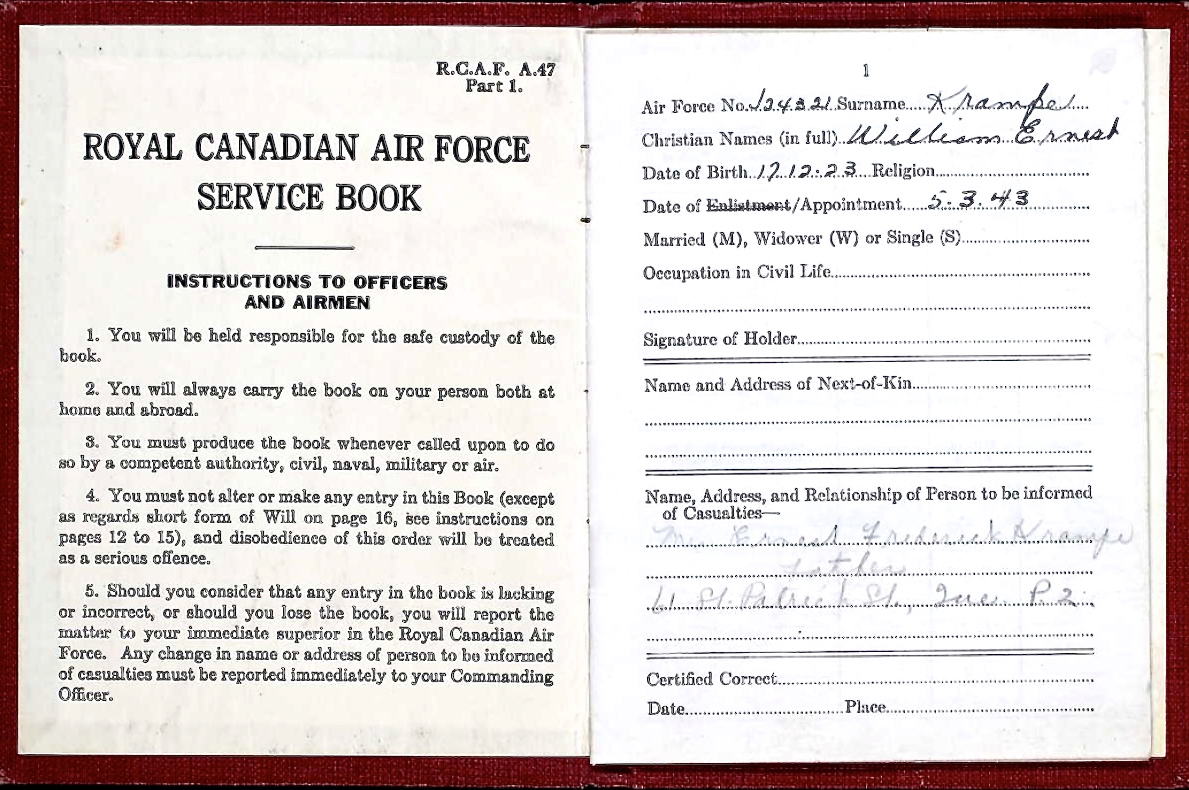 R.C.A.F. A.47
Part 1.
ROYAL CANADIAN AIR FORCE
SERVICE BOOK
INSTRUCTIONS TO OFFICERS
AND AIRMEN
1. You will be held responsible for the safe custody of the
book.
2. You will always carry the book on your person both at
home and abroad.
3. You must produce the book whenever called upon to do
so by a competent authority, civil, naval, military or air.
4. You must not alter or make any entry in this Book (except
as regards short form of Will on page 16, see instructions on
pages 12 to 15), and disobedience of this order will be treated
as a serious offence.
5. Should you consider that any entry in the book is lacking
or incorrect, or should you lose the book, you will report the
matter to your immediate superior in the Royal Canadian Air
Force. Any change in name or address of person to be informed
of casualties must be reported immediately to your Commanding
Officer.
1
Air Force No. J24321 Surname Krampe
Christian Names (in full) William Ernest
Date of Birth 17.12.23 Religion
Date of Enlistment/Appointment 5.3.43
Married (M), Widower (W) or Single (S)
Occupation in Civil Life
Signature of Holder
Name and Address of Next-of-Kin
Name, Address, and Relationship of Person to be informed
of Casualties—
Mr. Ernest Frederick Krampe
father
61 St. Patrick St., Que. P.2.
Certified Correct
Date Place